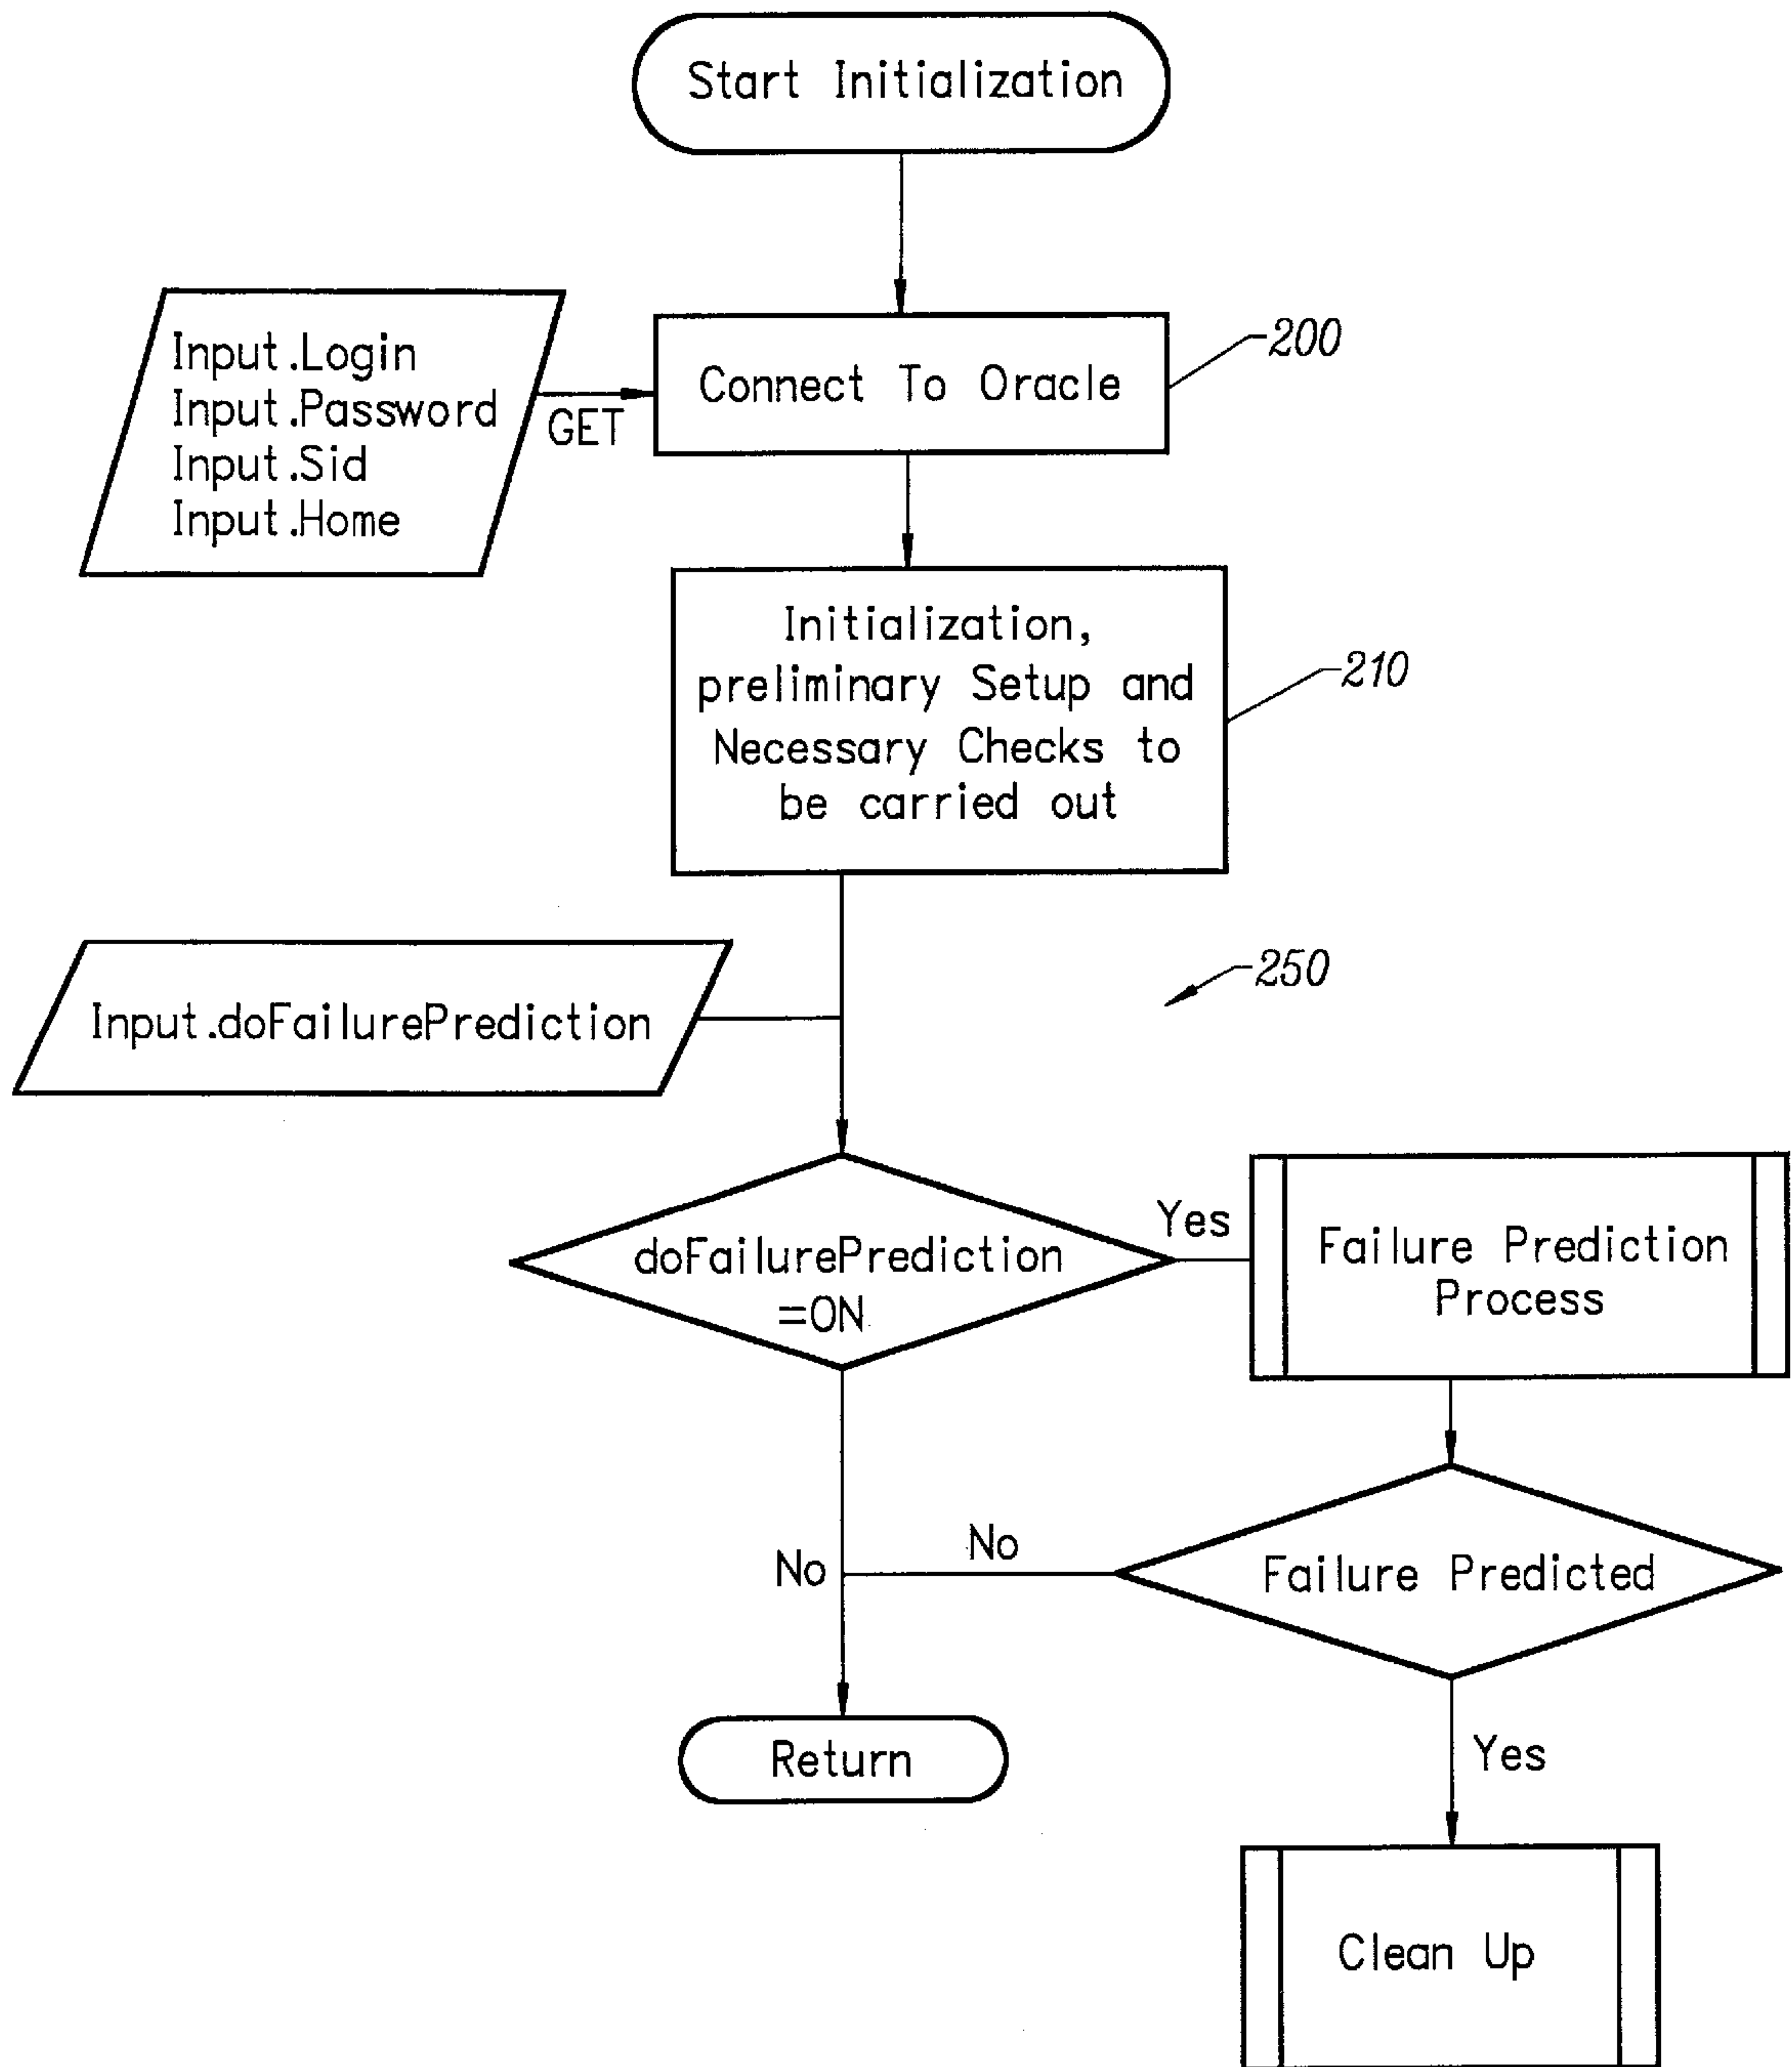 Start Initialization
Input.Login
Input.Password
Input.Sid
Input.Home
GET
Connect To Oracle
200
Initialization,
preliminary Setup and
Necessary Checks to
be carried out
210
Input.doFailurePrediction
250
doFailurePrediction
=ON
Yes
Failure Prediction
Process
No
No
Failure Predicted
Return
Yes
Clean Up